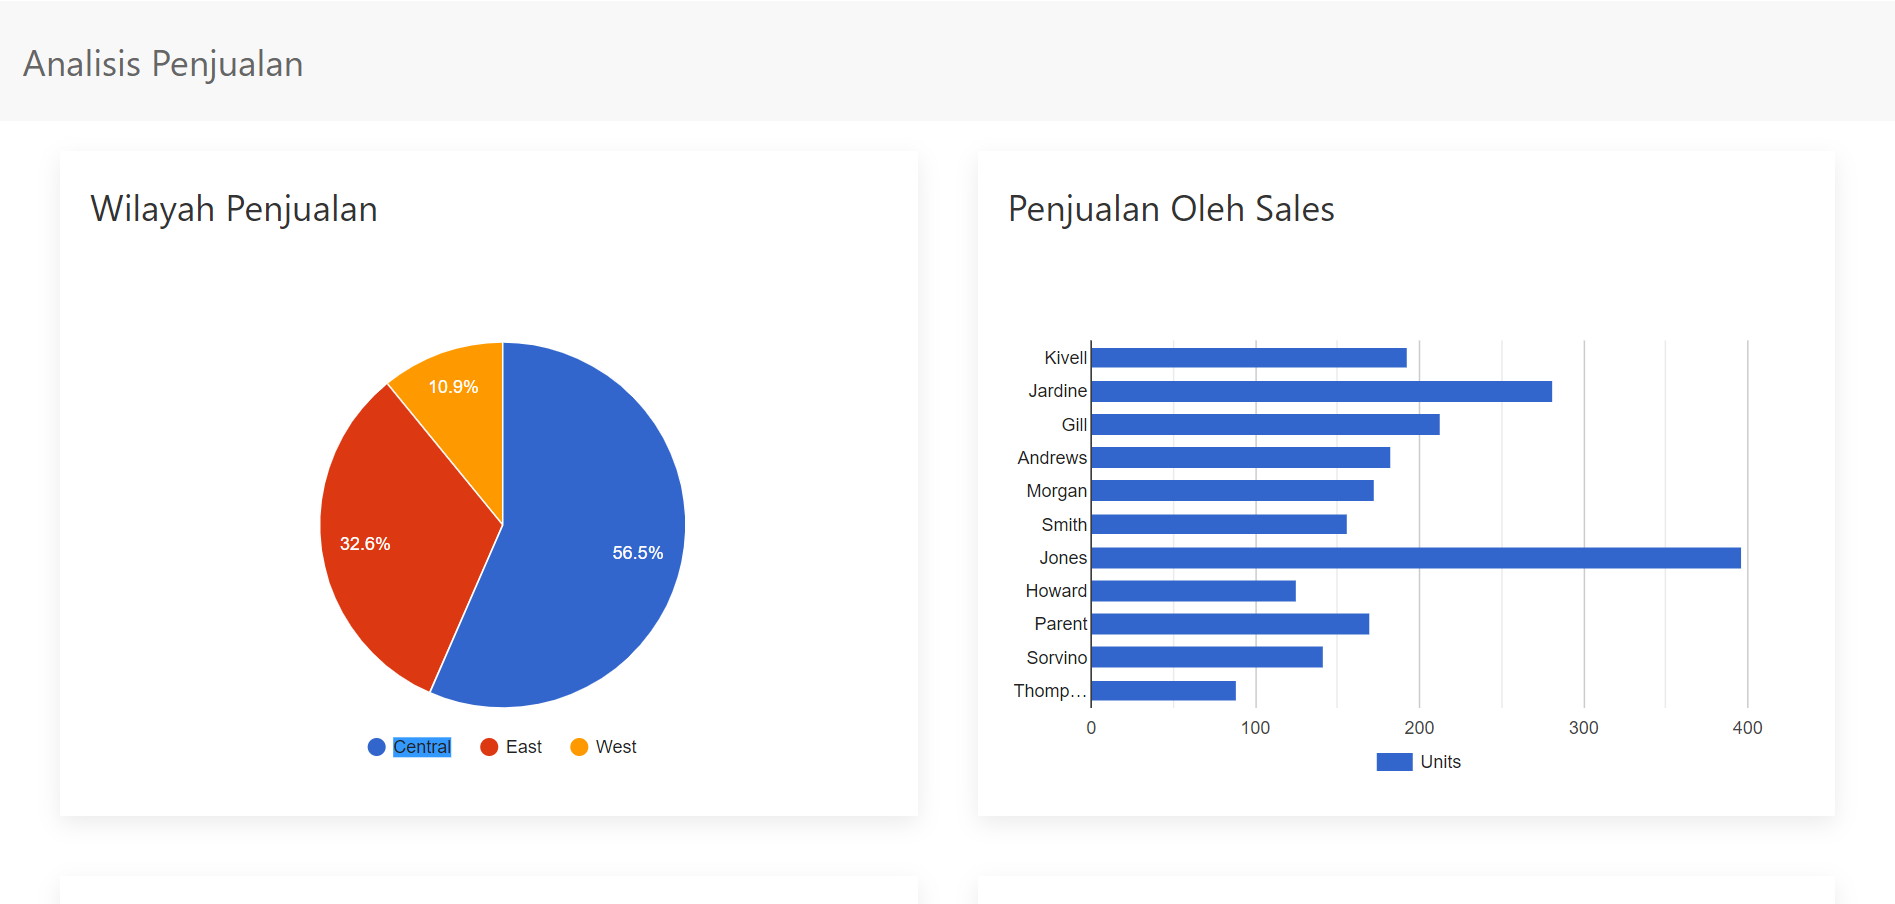 Analisis Penjualan
Wilayah Penjualan
10.9%
32.6%
56.5%
Central East West
Penjualan Oleh Sales
Kivell
Jardine
Gill
Andrews
Morgan
Smith
Jones
Howard
Parent
Sorvino
Thomp...
0 100 200 300 400
Units